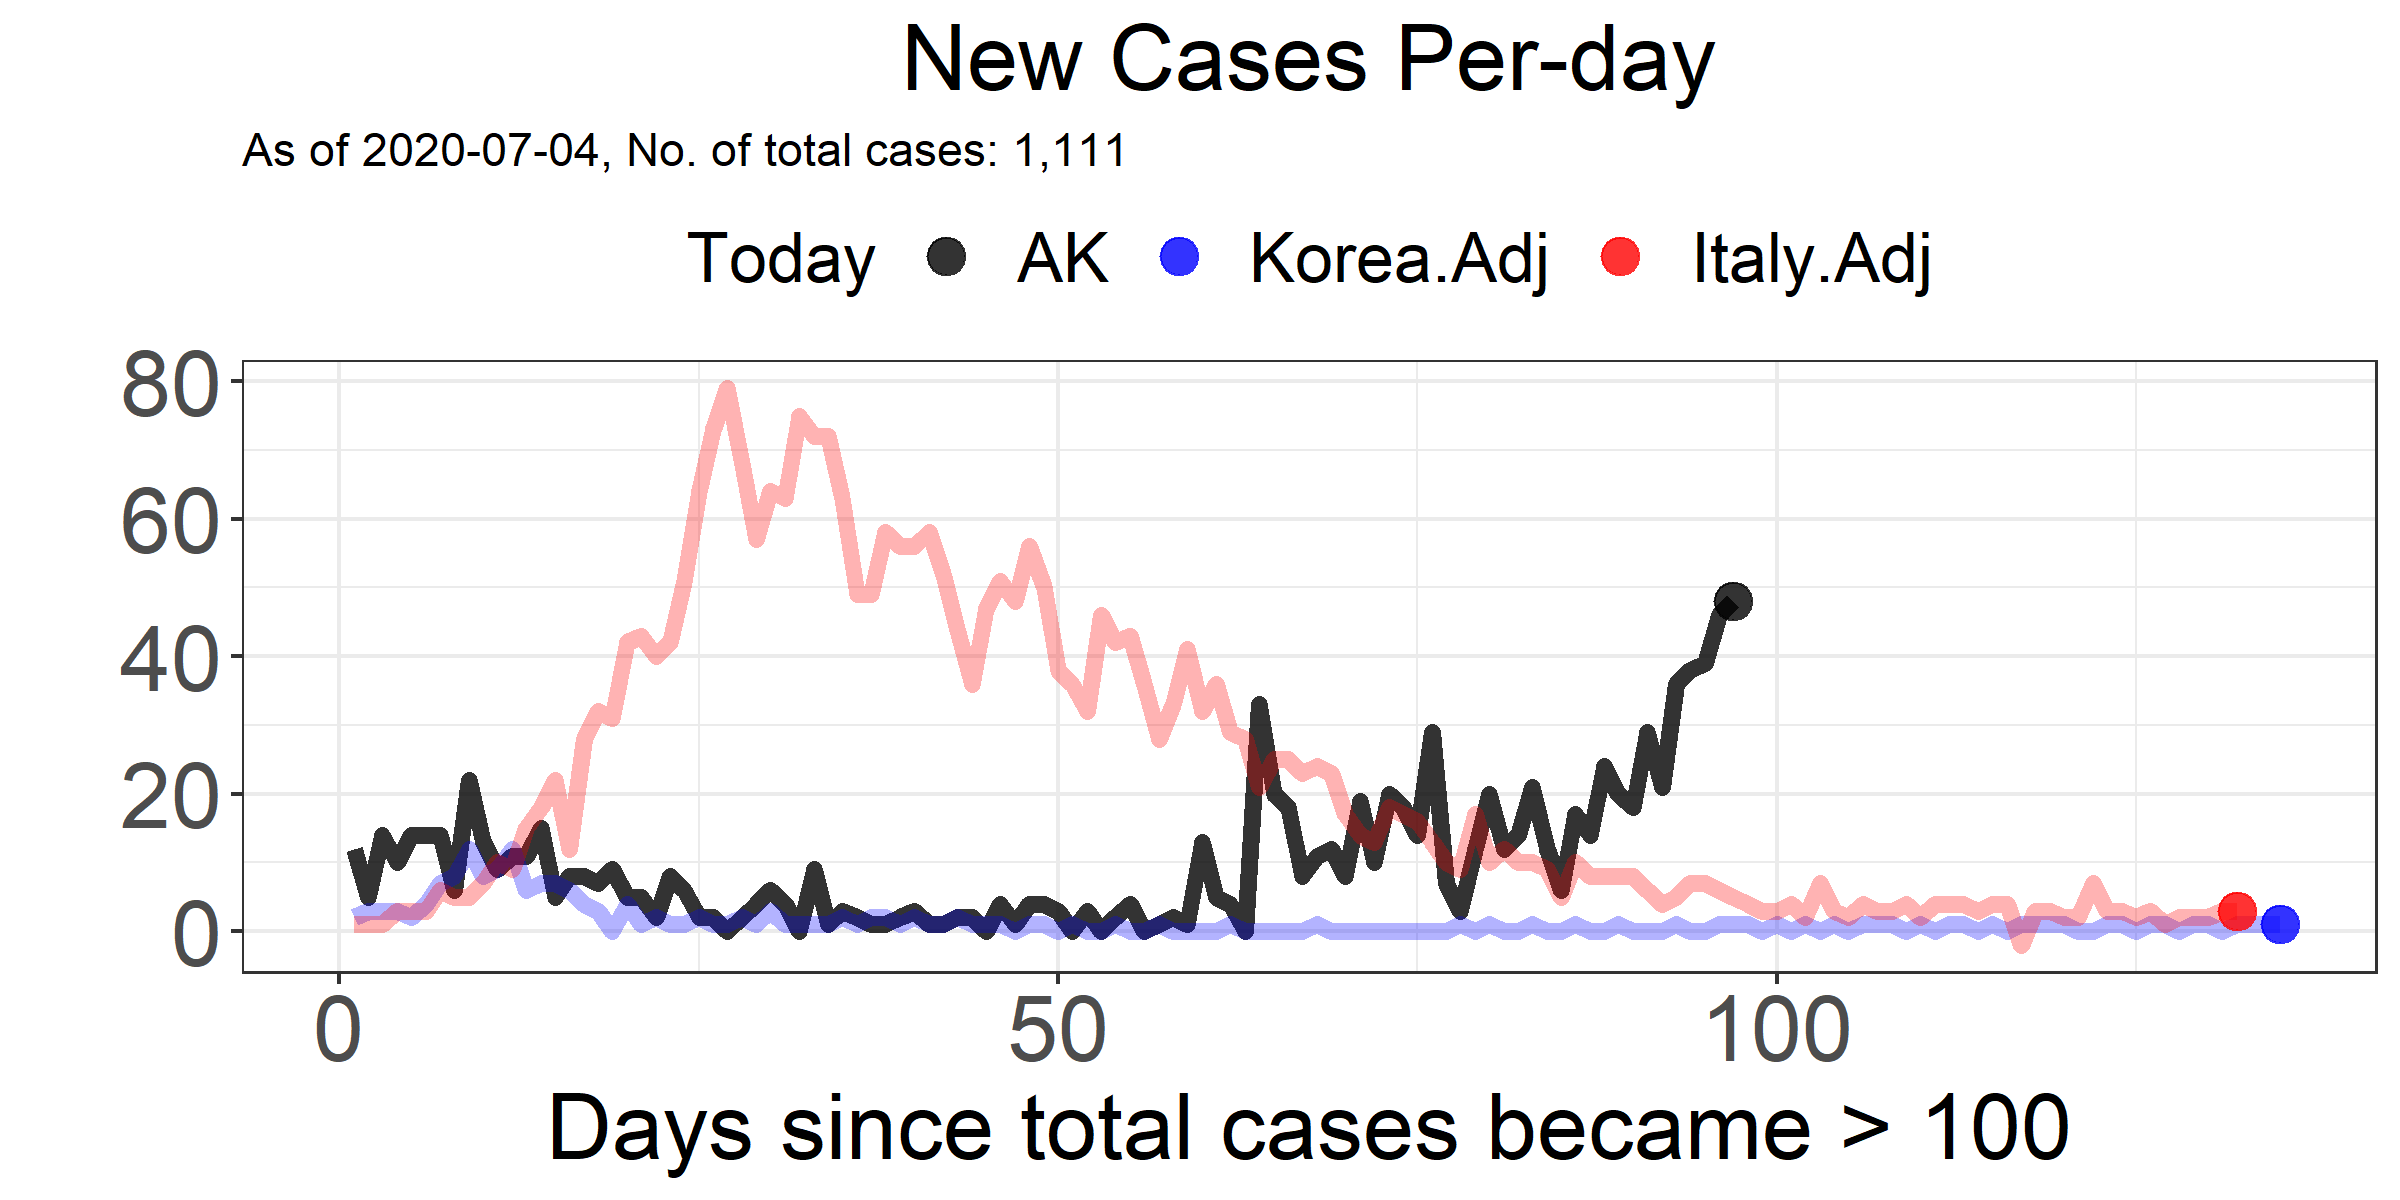 New Cases Per-day
As of 2020-07-04, No. of total cases: 1,111
Today AK Korea.Adj Italy.Adj
80
60
40
20
0
0 50 100
Days since total cases became > 100